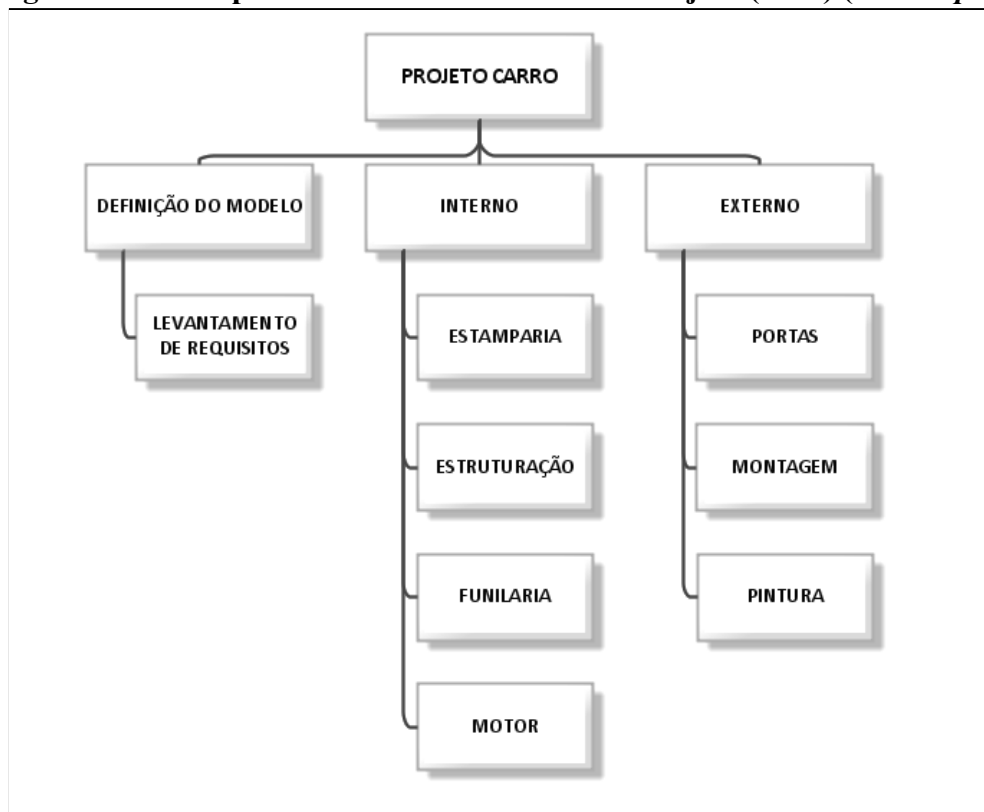 PROJETO CARRO
DEFINIÇÃO DO MODELO
INTERNO
EXTERNO
LEVANTAMENTO
DE REQUISITOS
ESTAMPARIA
PORTAS
ESTRUTURAÇÃO
MONTAGEM
FUNILARIA
PINTURA
MOTOR